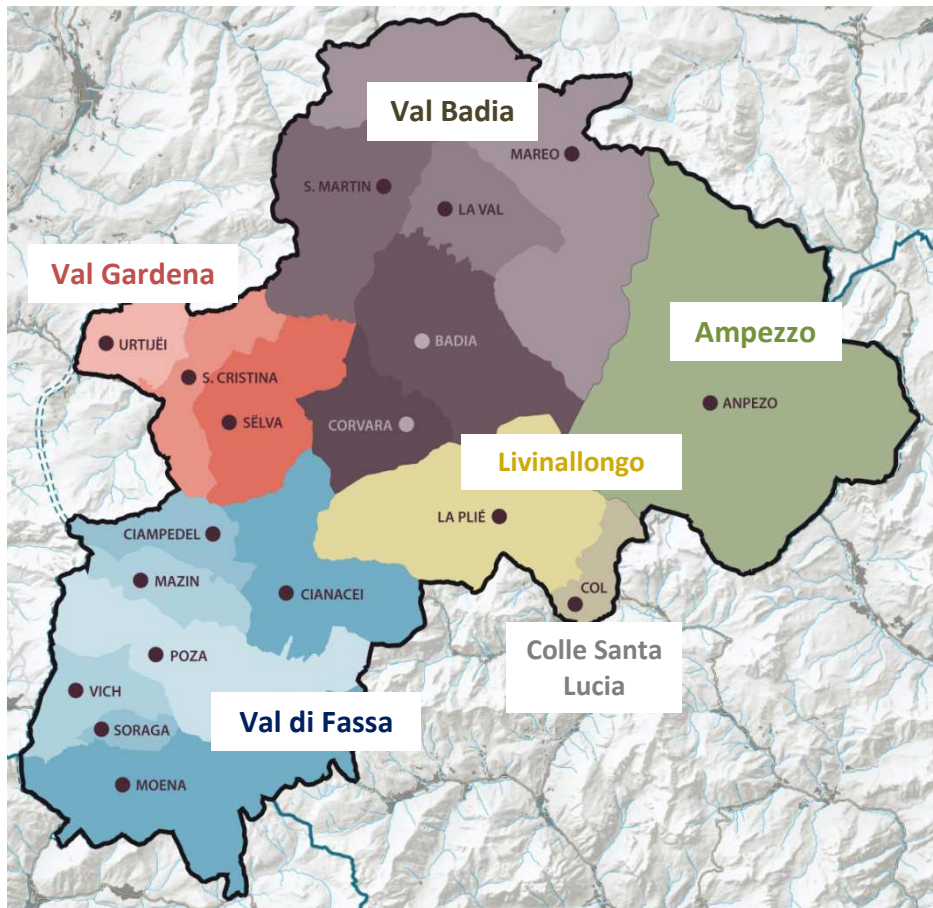 Val Badia
MAREO
S. MARTIN
LA VAL
Val Gardena
Ampezzo
URTIJËI
BADIA
S. CRISTINA
ANPEZO
SËLVA
CORVARA
Livinallongo
LA PLIÉ
CIAMPEDEL
MAZIN
CIANACEI
COL
Colle Santa
Lucia
POZA
VICH
Val di Fassa
SORAGA
MOENA